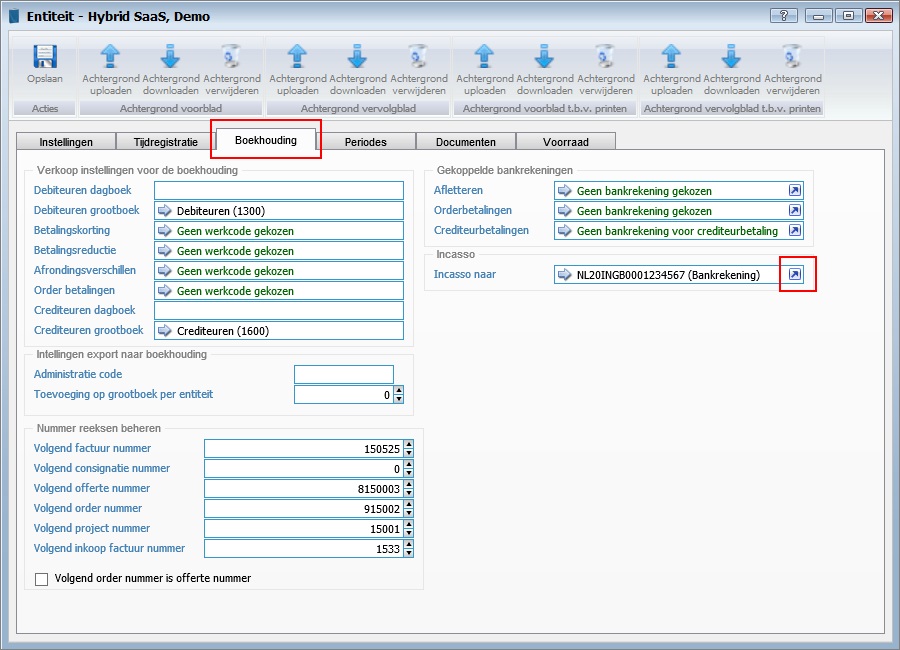 Entiteit - Hybrid SaaS, Demo
?
Opslaan
Achtergrond uploaden
Achtergrond downloaden
Achtergrond verwijderen
Achtergrond uploaden
Achtergrond downloaden
Achtergrond verwijderen
Achtergrond uploaden
Achtergrond downloaden
Achtergrond verwijderen
Achtergrond uploaden
Achtergrond downloaden
Achtergrond verwijderen
Acties
Achtergrond voorblad
Achtergrond vervolgblad
Achtergrond voorblad t.b.v. printen
Achtergrond vervolgblad t.b.v. printen
Instellingen
Tijdregistratie
Boekhouding
Periodes
Documenten
Voorraad
Verkoop instellingen voor de boekhouding
Debiteuren dagboek
Debiteuren grootboek Debiteuren (1300)
Betalingskorting Geen werkcode gekozen
Betalingsreductie Geen werkcode gekozen
Afrondingsverschillen Geen werkcode gekozen
Order betalingen Geen werkcode gekozen
Crediteuren dagboek
Crediteuren grootboek Crediteuren (1600)
Intellingen export naar boekhouding
Administratie code
Toevoeging op grootboek per entiteit 0
Nummer reeksen beheren
Volgend factuur nummer 150525
Volgend consignatie nummer 0
Volgend offerte nummer 8150003
Volgend order nummer 915002
Volgend project nummer 15001
Volgend inkoop factuur nummer 1533
Volgend order nummer is offerte nummer
Gekoppelde bankrekeningen
Afletteren Geen bankrekening gekozen
Orderbetalingen Geen bankrekening gekozen
Crediteurbetalingen Geen bankrekening voor crediteurbetaling
Incasso
Incasso naar NL20INGB0001234567 (Bankrekening)